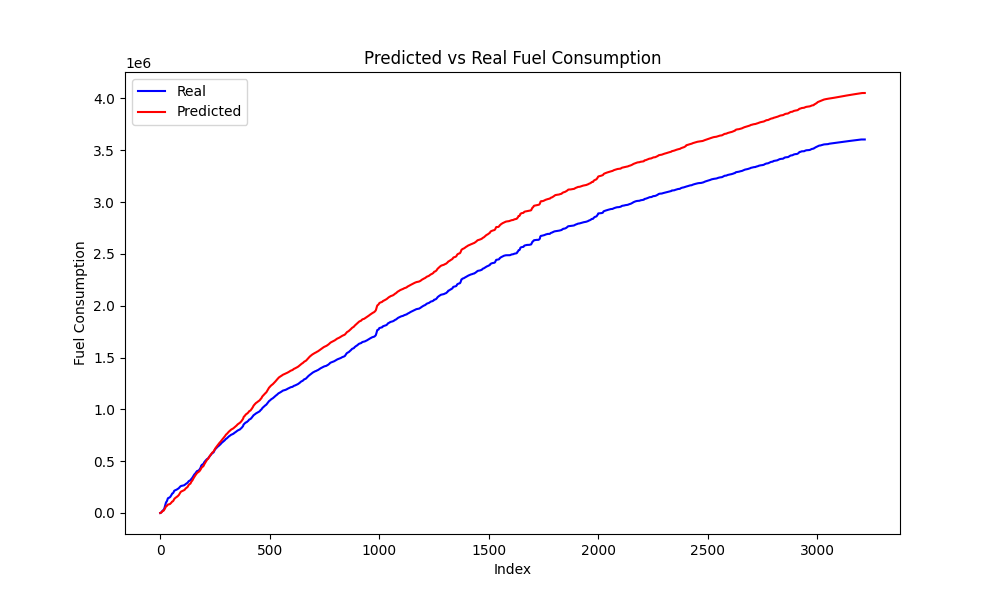 Predicted vs Real Fuel Consumption
1e6
Real
Predicted
4.0
3.5
3.0
2.5
2.0
1.5
1.0
0.5
0.0
Fuel Consumption
0 500 1000 1500 2000 2500 3000
Index